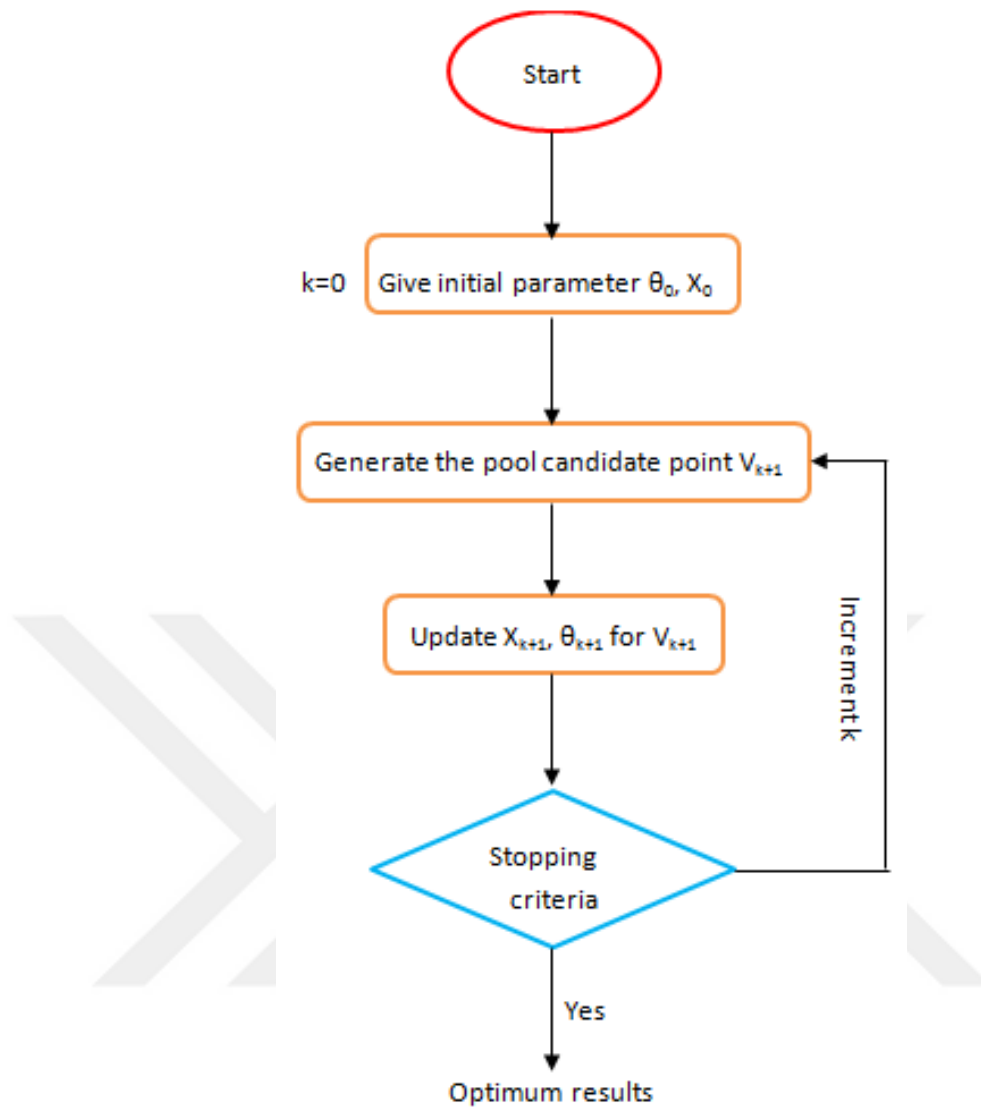 Start
k=0 Give initial parameter θ₀, X₀
Generate the pool candidate point Vₖ₊₁
Update Xₖ₊₁, θₖ₊₁ for Vₖ₊₁
Increment k
Stopping
criteria
Yes
Optimum results